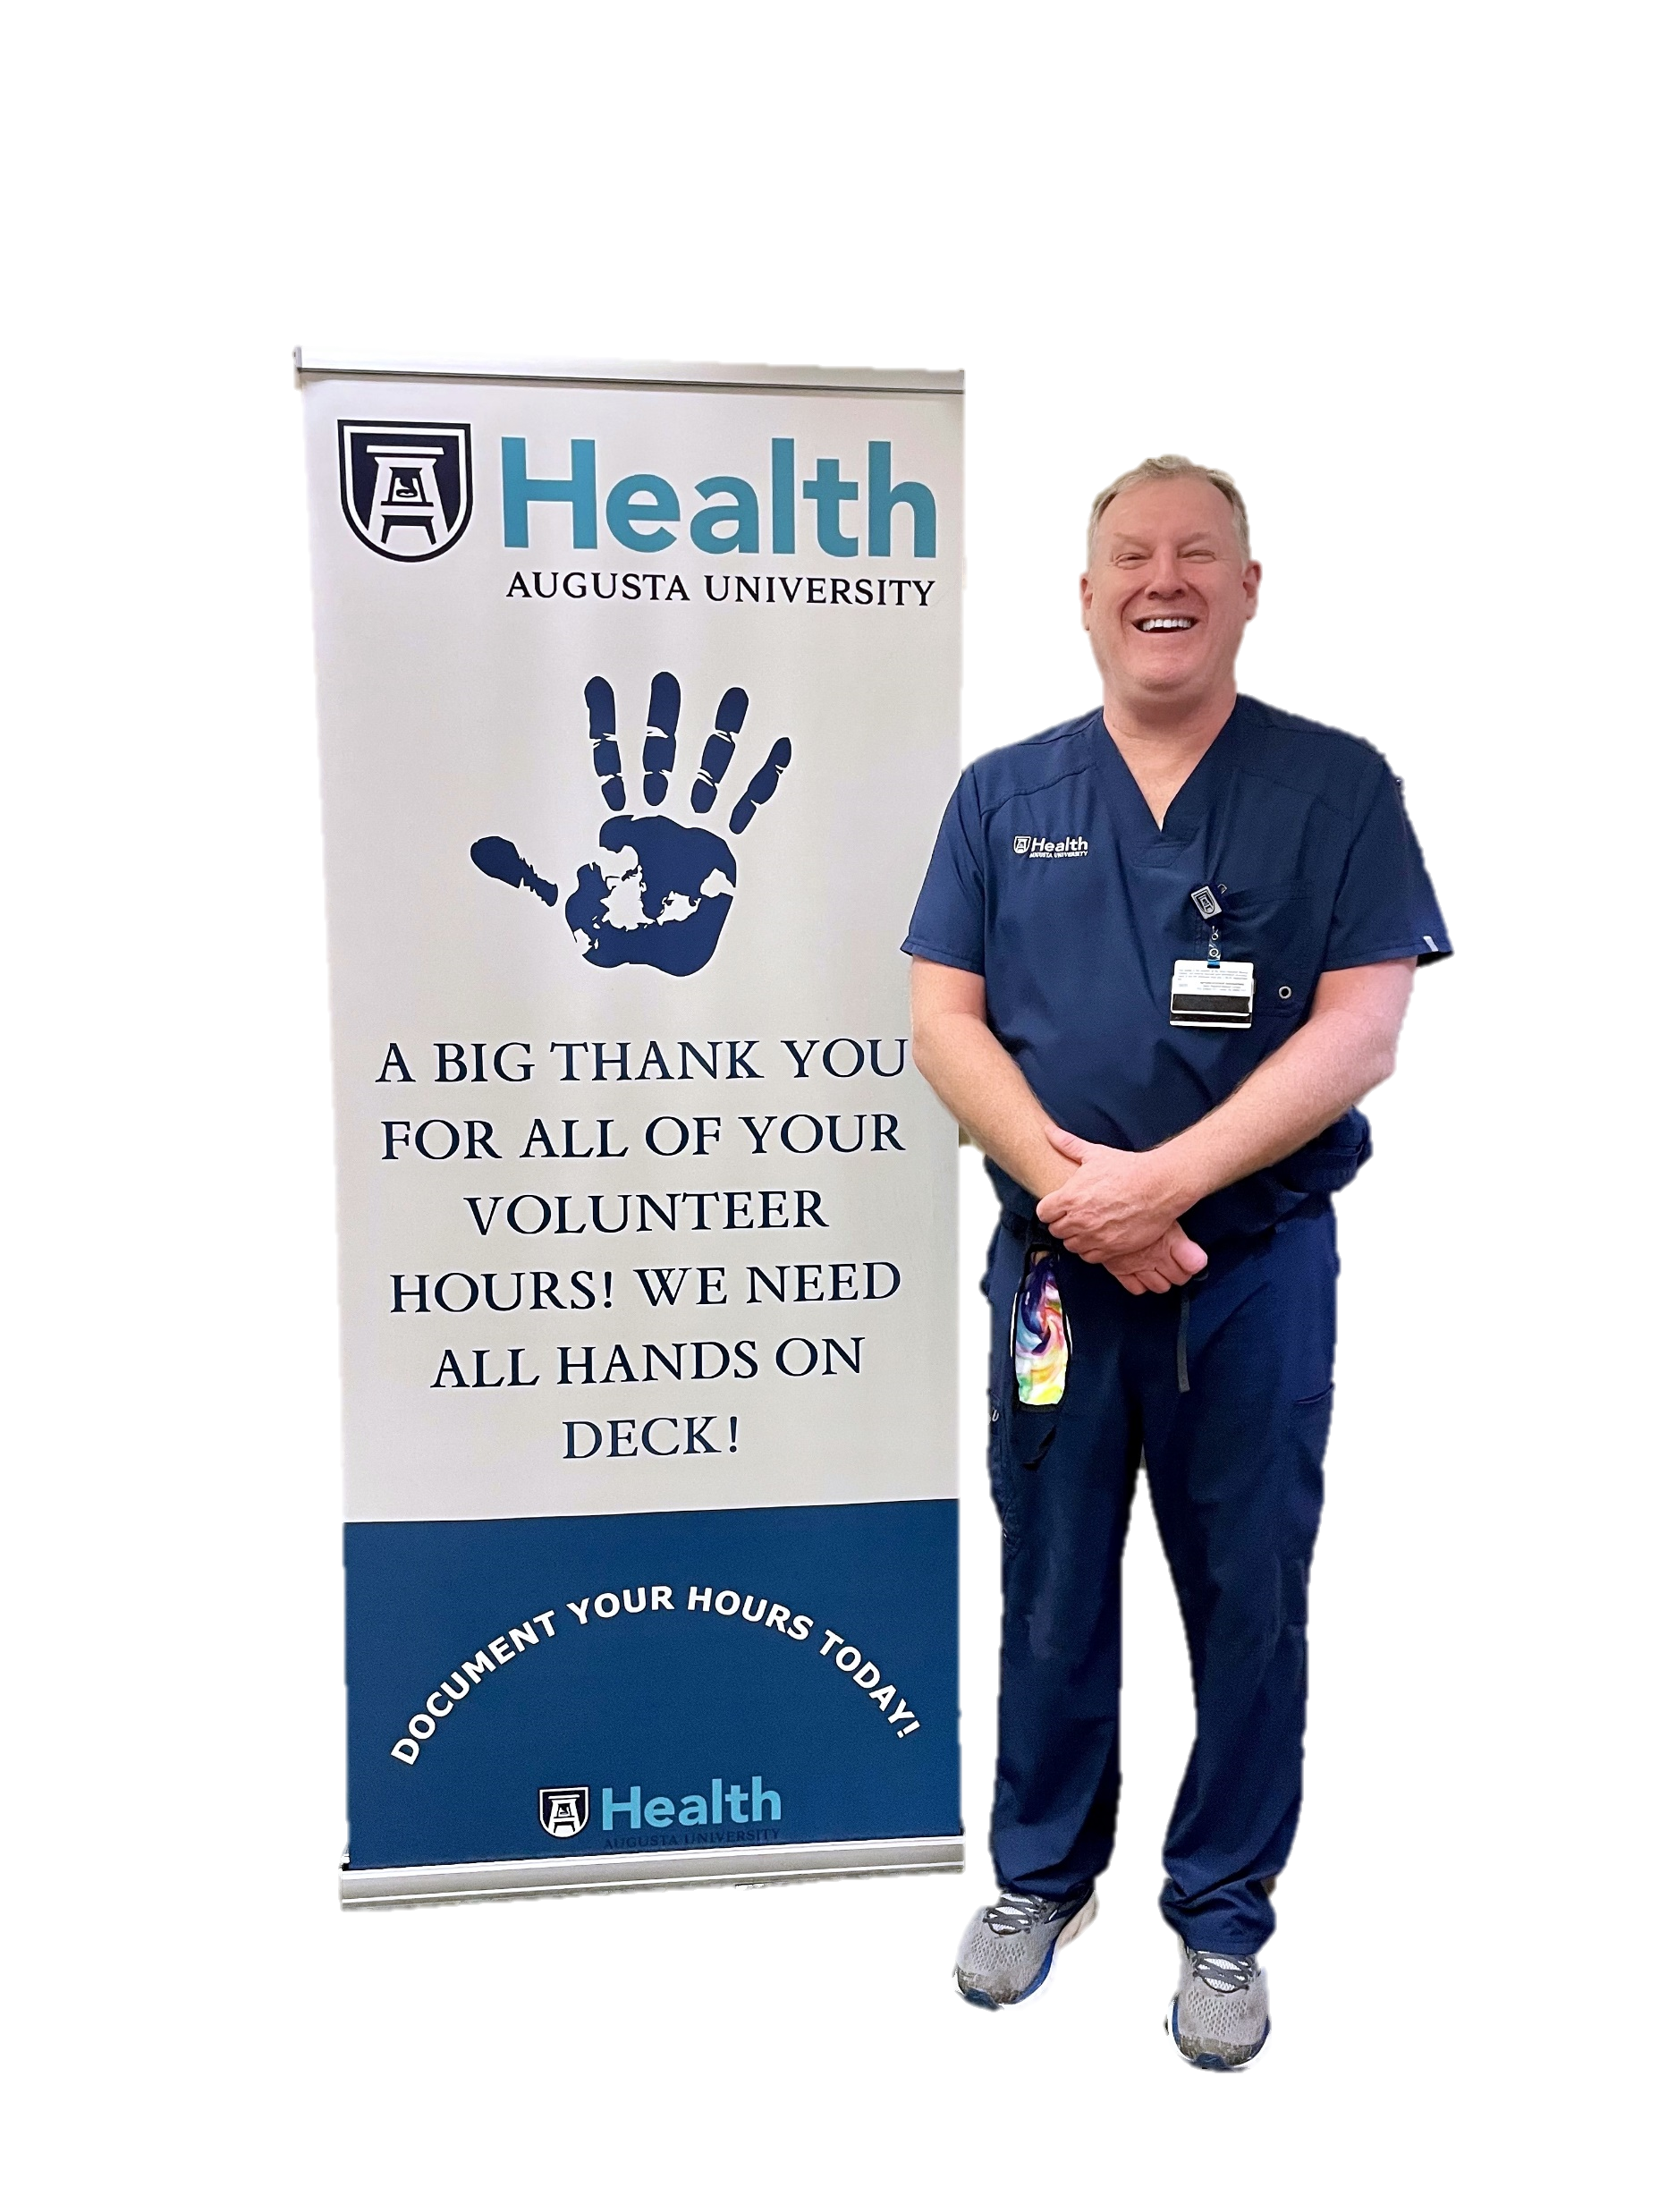 Health
AUGUSTA UNIVERSITY
A BIG THANK YOU
FOR ALL OF YOUR
VOLUNTEER
HOURS! WE NEED
ALL HANDS ON
DECK!
DOCUMENT YOUR HOURS TODAY!
Health
AUGUSTA UNIVERSITY
Health
AUGUSTA UNIVERSITY